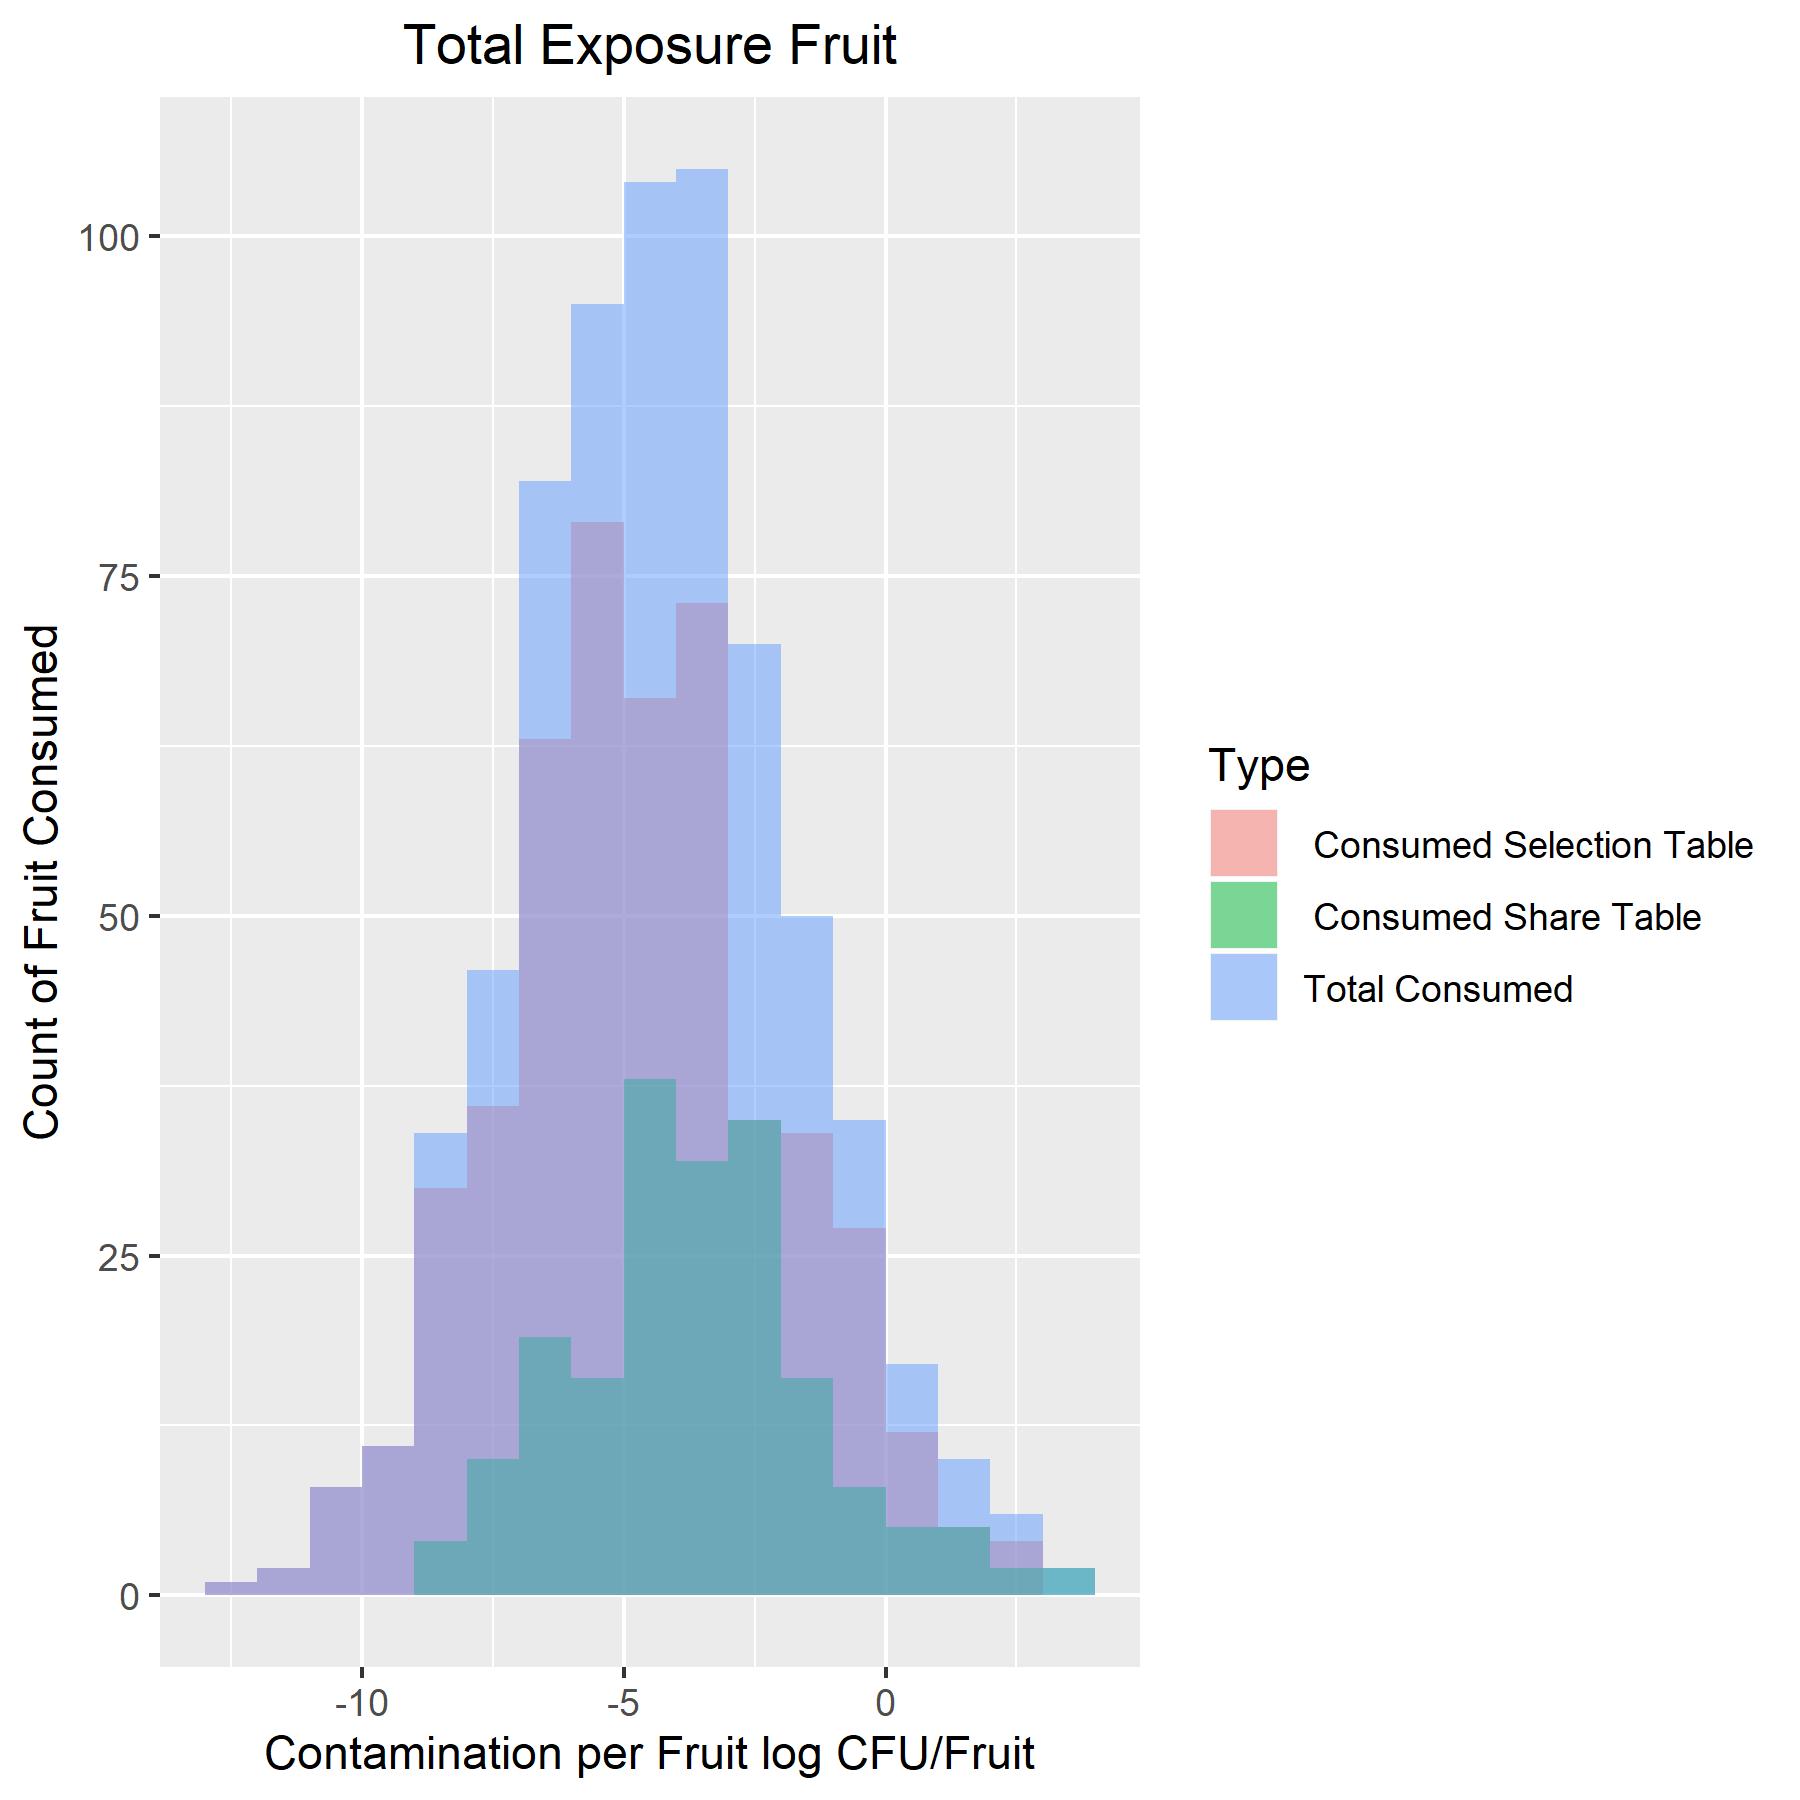 Total Exposure Fruit
Count of Fruit Consumed
100
75
50
25
0
-10
-5
0
Contamination per Fruit log CFU/Fruit
Type
Consumed Selection Table
Consumed Share Table
Total Consumed